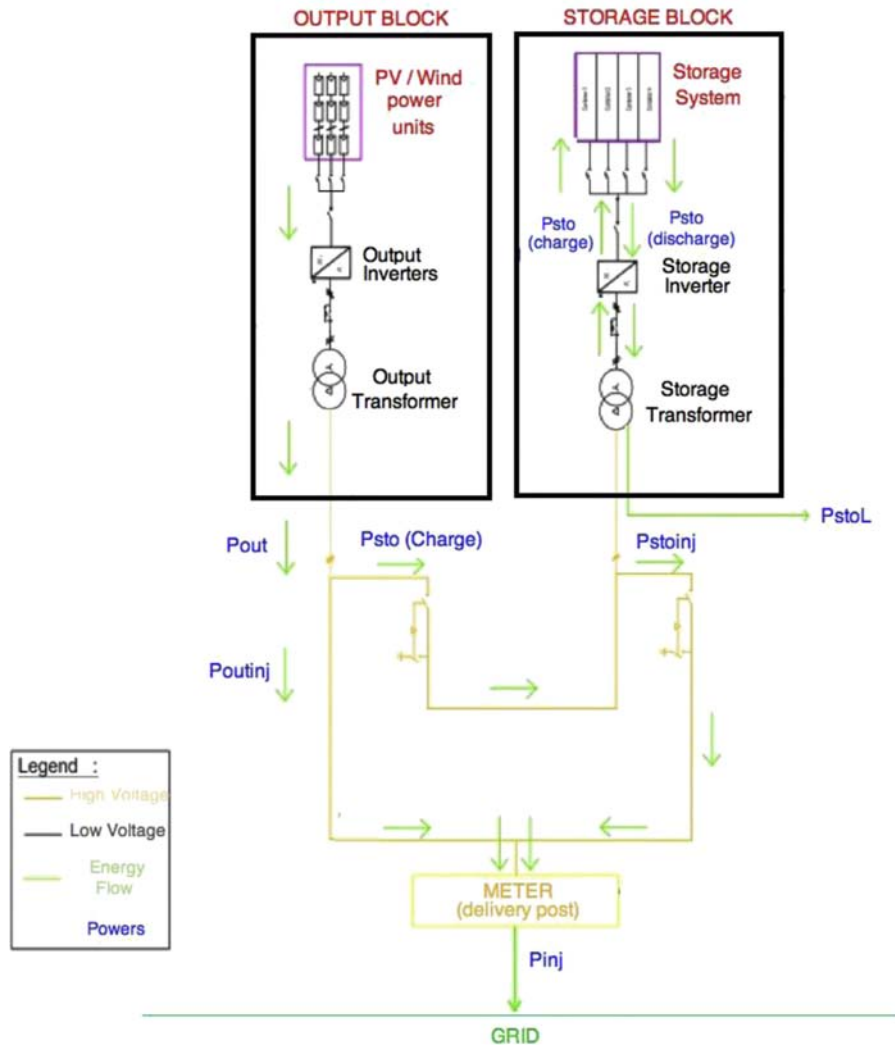 OUTPUT BLOCK
STORAGE BLOCK
PV / Wind
power
units
Storage
System
Psto
(charge)
Psto
(discharge)
Output
Inverters
Storage
Inverter
Output
Transformer
Storage
Transformer
PstoL
Pout
Psto (Charge)
Pstoinj
Poutinj
Legend :
High Voltage
Low Voltage
Energy
Flow
Powers
METER
(delivery post)
Pinj
GRID